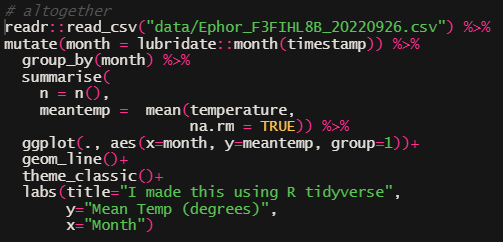 # altogether
readr::read_csv("data/Ephor_F3FIHL8B_20220926.csv") %>%
mutate(month = lubridate::month(timestamp)) %>%
  group_by(month) %>%
  summarise(
    n = n(),
    meantemp =  mean(temperature,
                     na.rm = TRUE)) %>%
  ggplot(., aes(x=month, y=meantemp, group=1))+
  geom_line()+
  theme_classic()+
  labs(title="I made this using R tidyverse",
       y="Mean Temp (degrees)",
       x="Month")